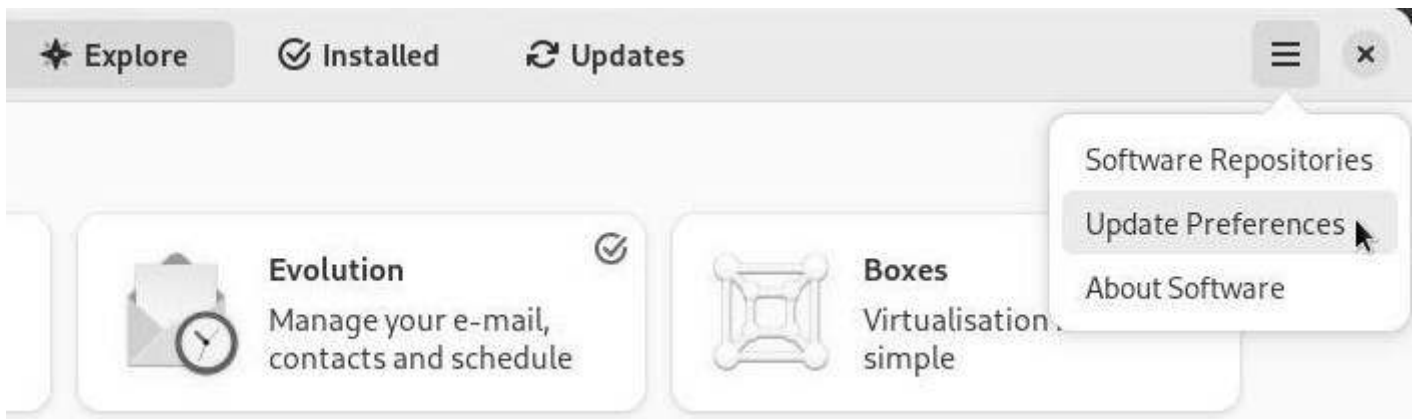 Explore Installed Updates
Software Repositories
Update Preferences
About Software
Evolution
Manage your e-mail,
contacts and schedule
Boxes
Virtualisation
simple